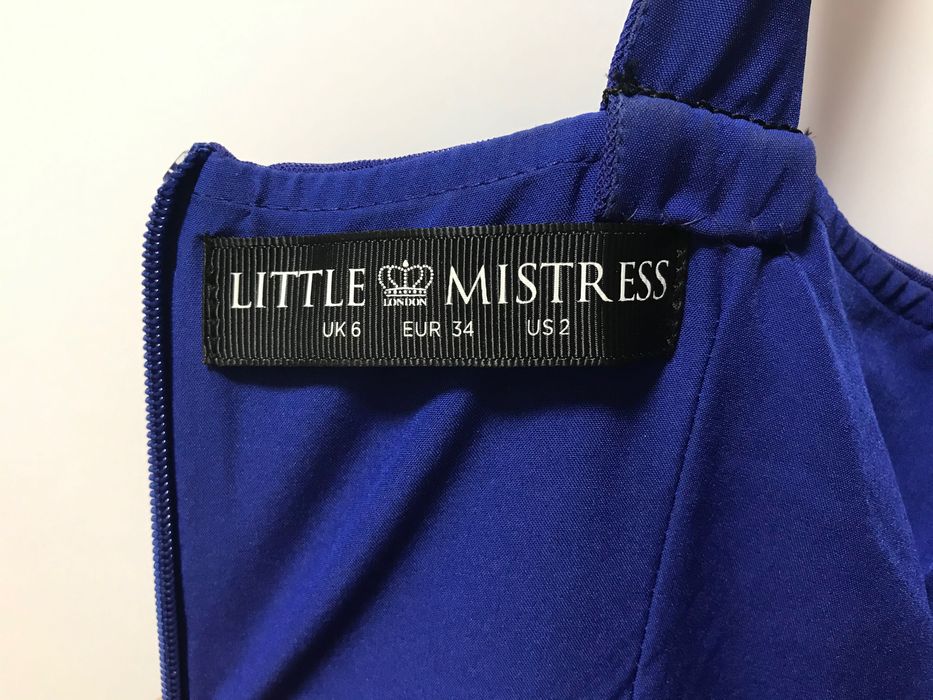 LITTLE LONDON MISTRESS
UK 6 EUR 34 US 2